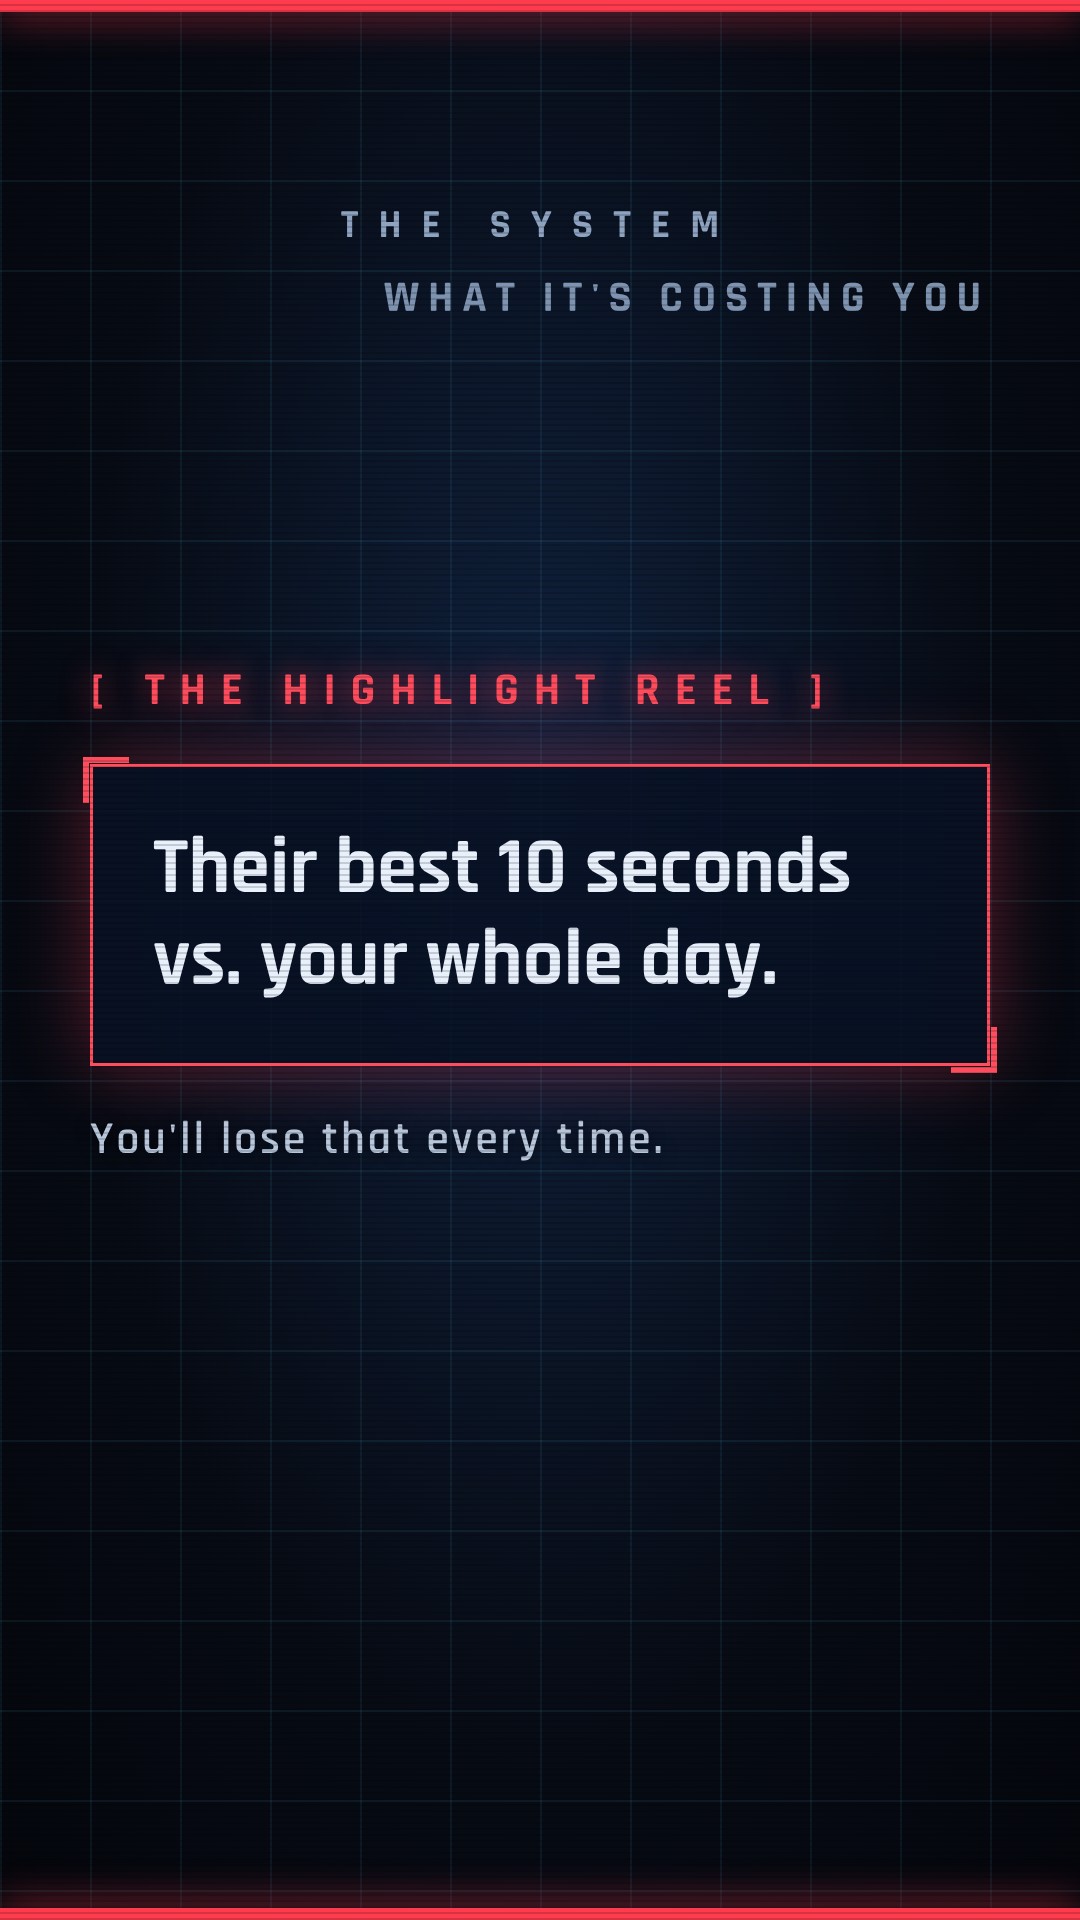 THE SYSTEM
WHAT IT'S COSTING YOU
[ THE HIGHLIGHT REEL ]
Their best 10 seconds
vs. your whole day.
You'll lose that every time.